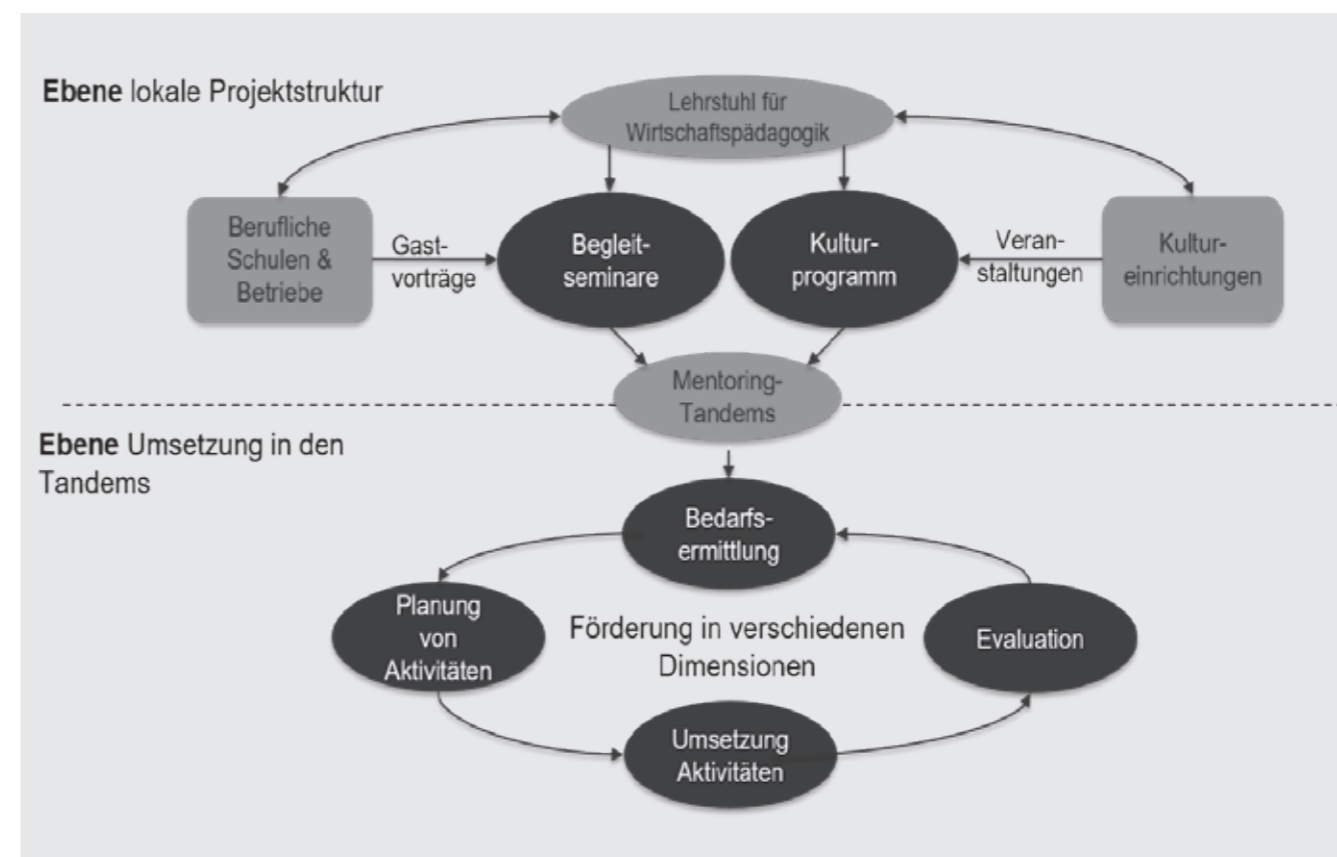 Ebene lokale Projektstruktur
Lehrstuhl für
Wirtschaftspädagogik
Berufliche
Schulen &
Betriebe
Gast-
vorträge
Begleit-
seminare
Kultur-
programm
Veran-
staltungen
Kultur-
einrichtungen
Mentoring-
Tandems
Ebene Umsetzung in den
Tandems
Bedarfs-
ermittlung
Planung
von
Aktivitäten
Förderung in verschiedenen
Dimensionen
Evaluation
Umsetzung
Aktivitäten